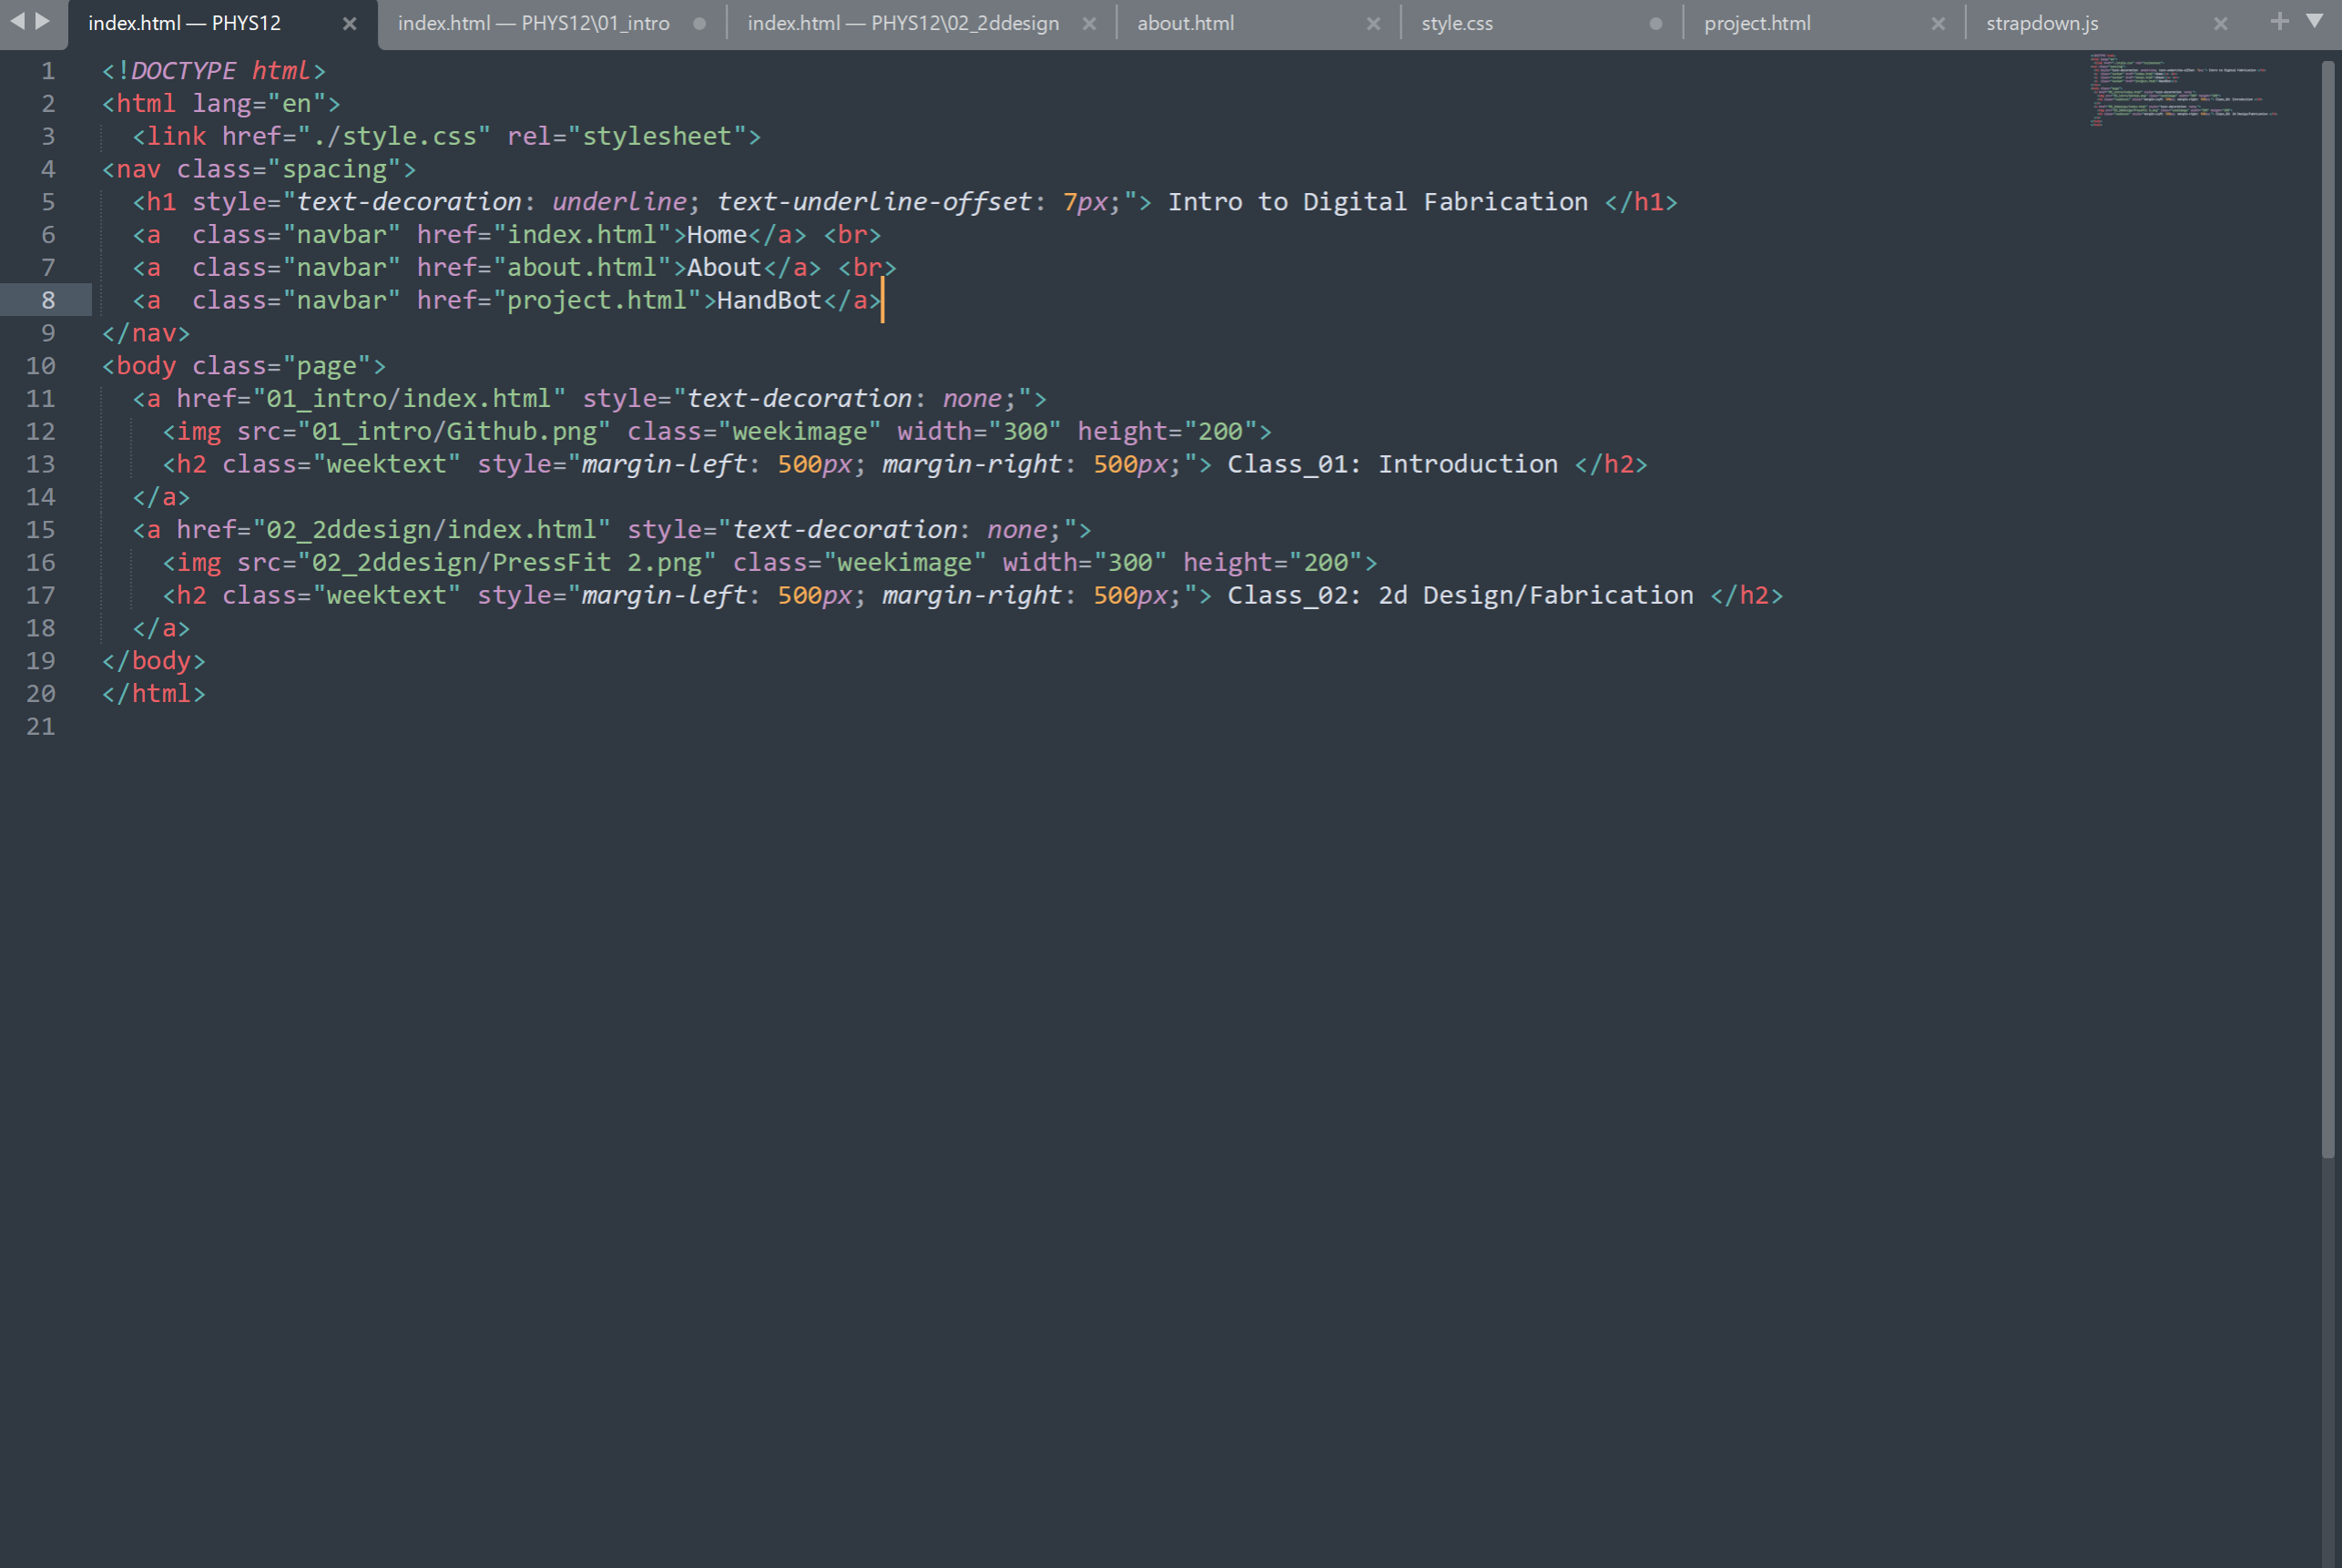 index.html — PHYS12 index.html — PHYS12\01_intro index.html — PHYS12\02_2ddesign about.html style.css project.html strapdown.js
1 <!DOCTYPE html>
2 <html lang="en">
3   <link href="./style.css" rel="stylesheet">
4 <nav class="spacing">
5   <h1 style="text-decoration: underline; text-underline-offset: 7px;"> Intro to Digital Fabrication </h1>
6   <a  class="navbar" href="index.html">Home</a> <br>
7   <a  class="navbar" href="about.html">About</a> <br>
8   <a  class="navbar" href="project.html">HandBot</a>
9 </nav>
10 <body class="page">
11   <a href="01_intro/index.html" style="text-decoration: none;">
12     <img src="01_intro/Github.png" class="weekimage" width="300" height="200">
13     <h2 class="weektext" style="margin-left: 500px; margin-right: 500px;"> Class_01: Introduction </h2>
14   </a>
15   <a href="02_2ddesign/index.html" style="text-decoration: none;">
16     <img src="02_2ddesign/PressFit 2.png" class="weekimage" width="300" height="200">
17     <h2 class="weektext" style="margin-left: 500px; margin-right: 500px;"> Class_02: 2d Design/Fabrication </h2>
18   </a>
19 </body>
20 </html>
21